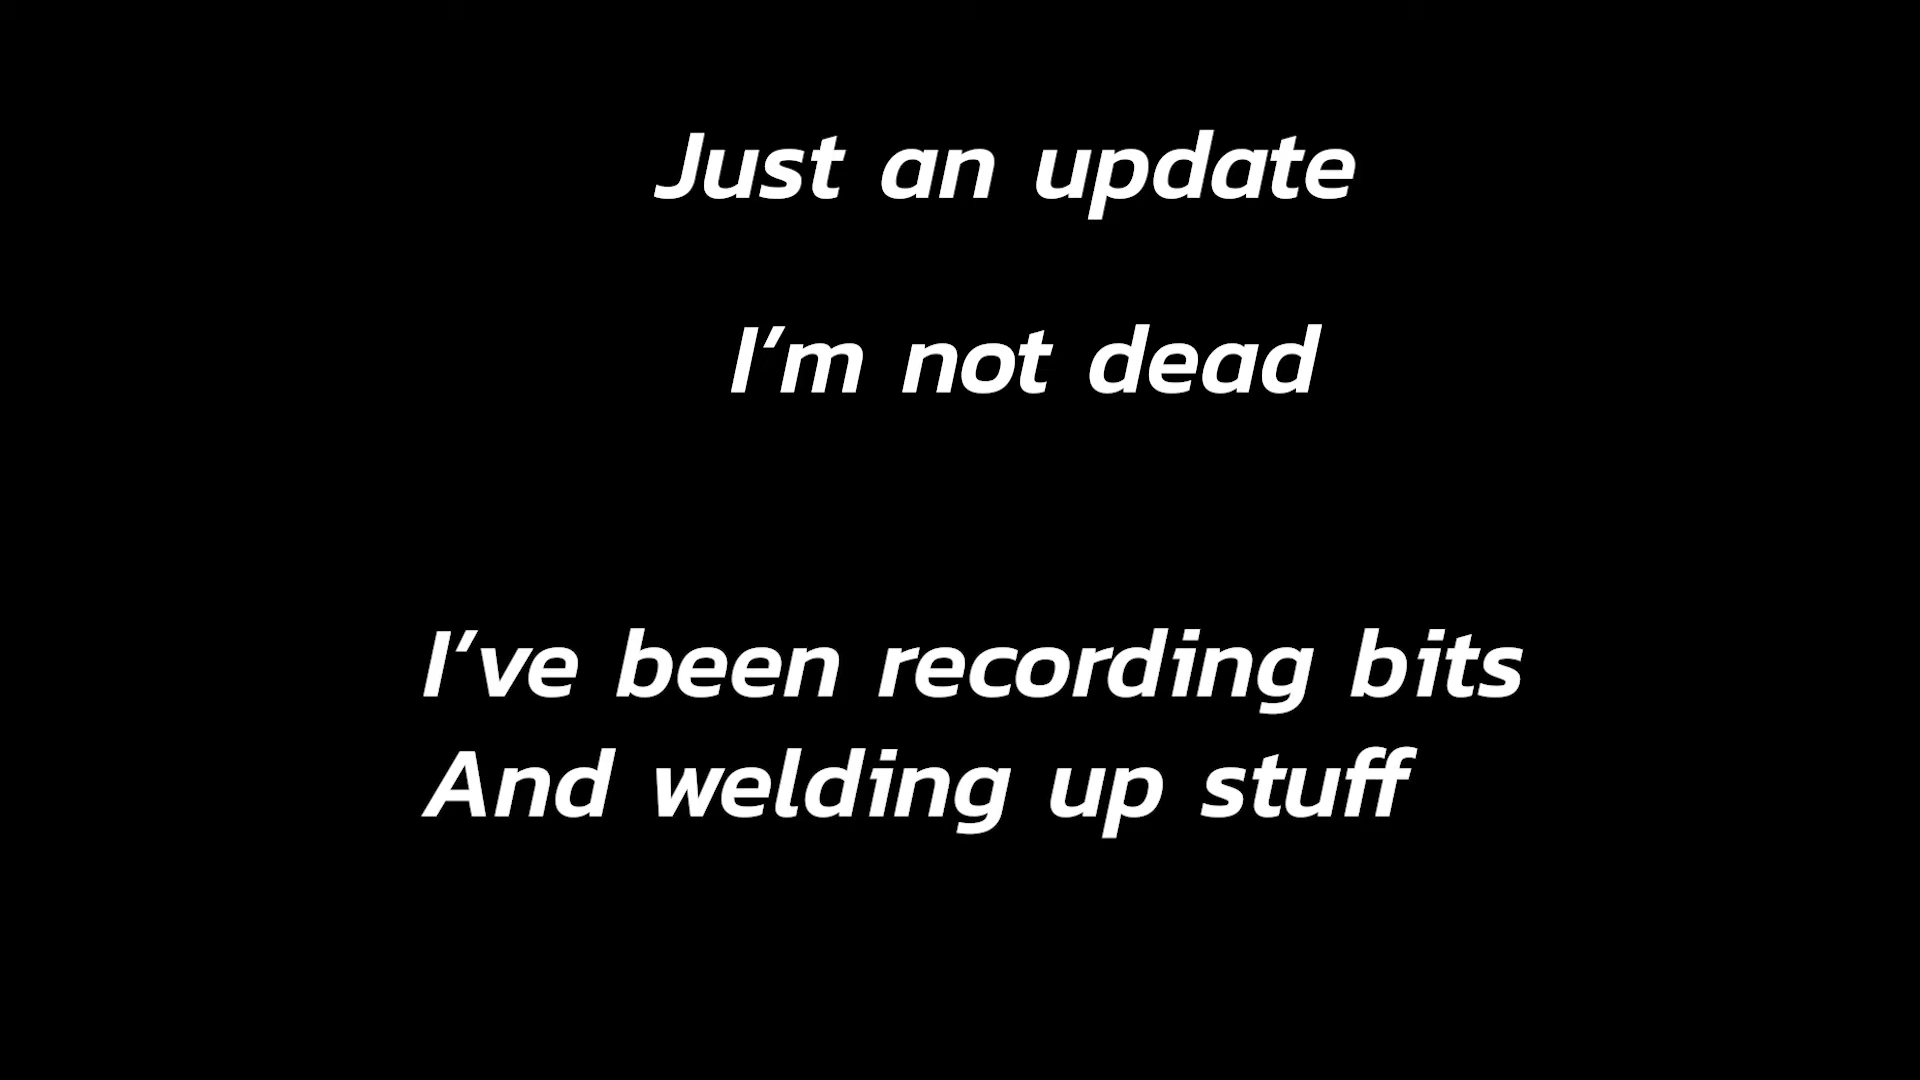 Just an update
I’m not dead
I’ve been recording bits
And welding up stuff